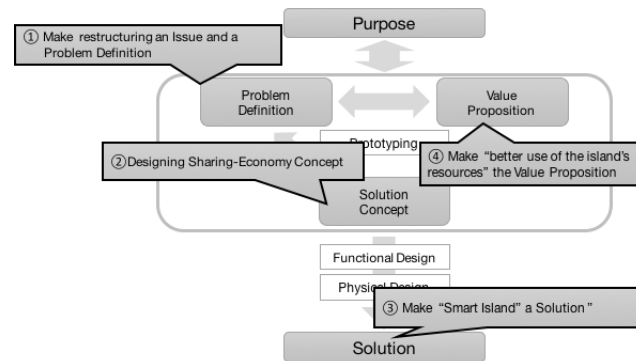 Purpose
① Make restructuring an Issue and a
Problem Definition
Problem
Definition
Value
Proposition
Prototyping
②Designing Sharing-Economy Concept
④ Make “better use of the island’s
resources” the Value Proposition
Solution
Concept
Functional Design
Physical Design
③ Make “Smart Island” a Solution”
Solution